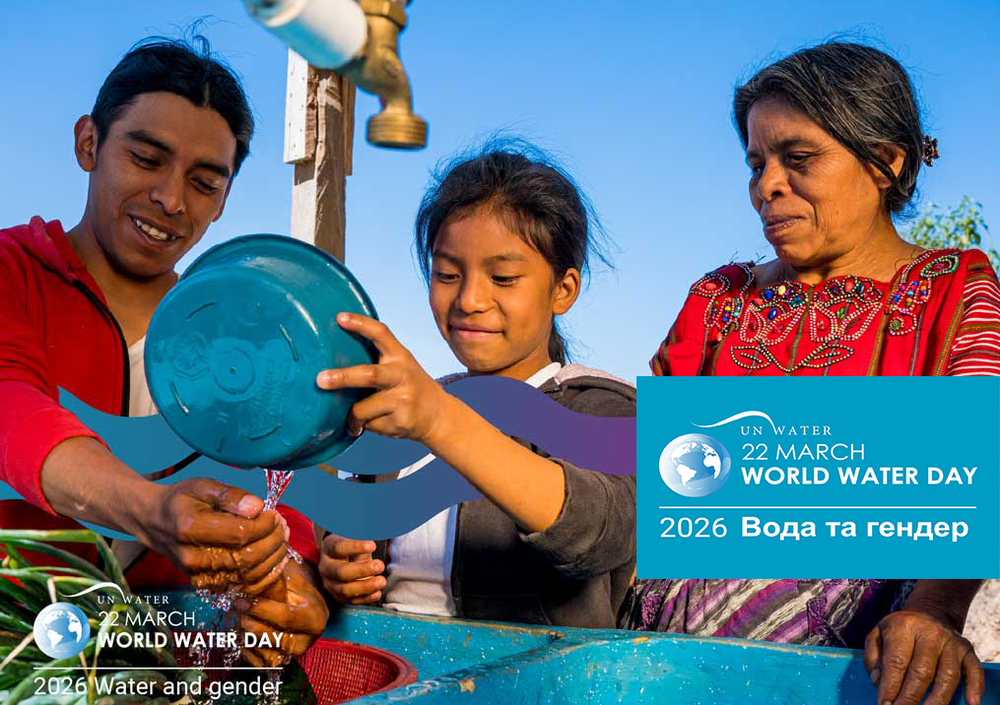 UN WATER
22 MARCH
WORLD WATER DAY
2026 Вода та гендер
UN WATER
22 MARCH
WORLD WATER DAY
2026 Water and gender